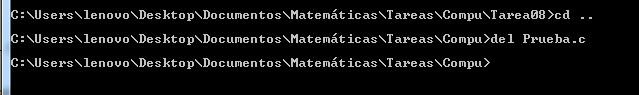 C:\Users\lenovo\Desktop\Documentos\Matemáticas\Tareas\Compu\Tarea08>cd ..
C:\Users\lenovo\Desktop\Documentos\Matemáticas\Tareas\Compu>del Prueba.c
C:\Users\lenovo\Desktop\Documentos\Matemáticas\Tareas\Compu>